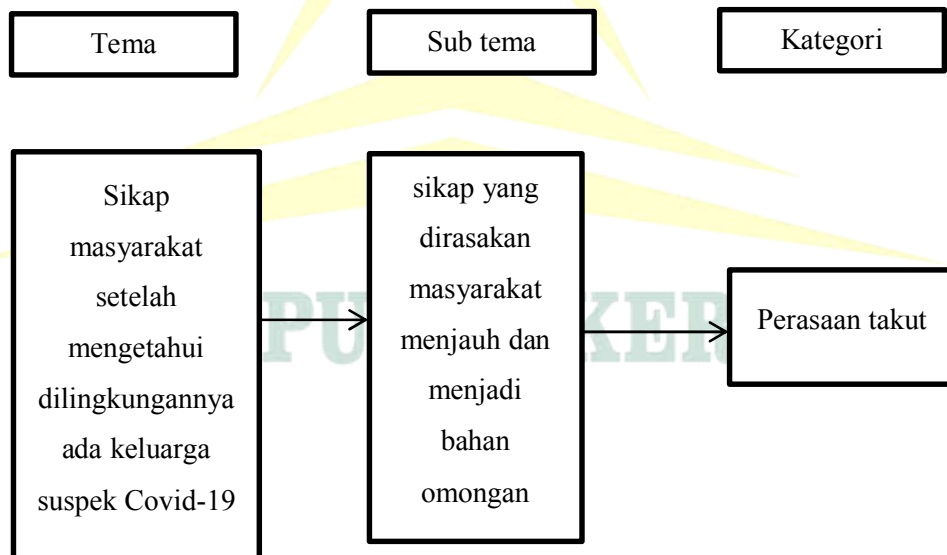 Tema
Sub tema
Kategori
Sikap
masyarakat
setelah
mengetahui
dilingkungannya
ada keluarga
suspek Covid-19
sikap yang
dirasakan
masyarakat
menjauh dan
menjadi
bahan
omongan
Perasaan takut